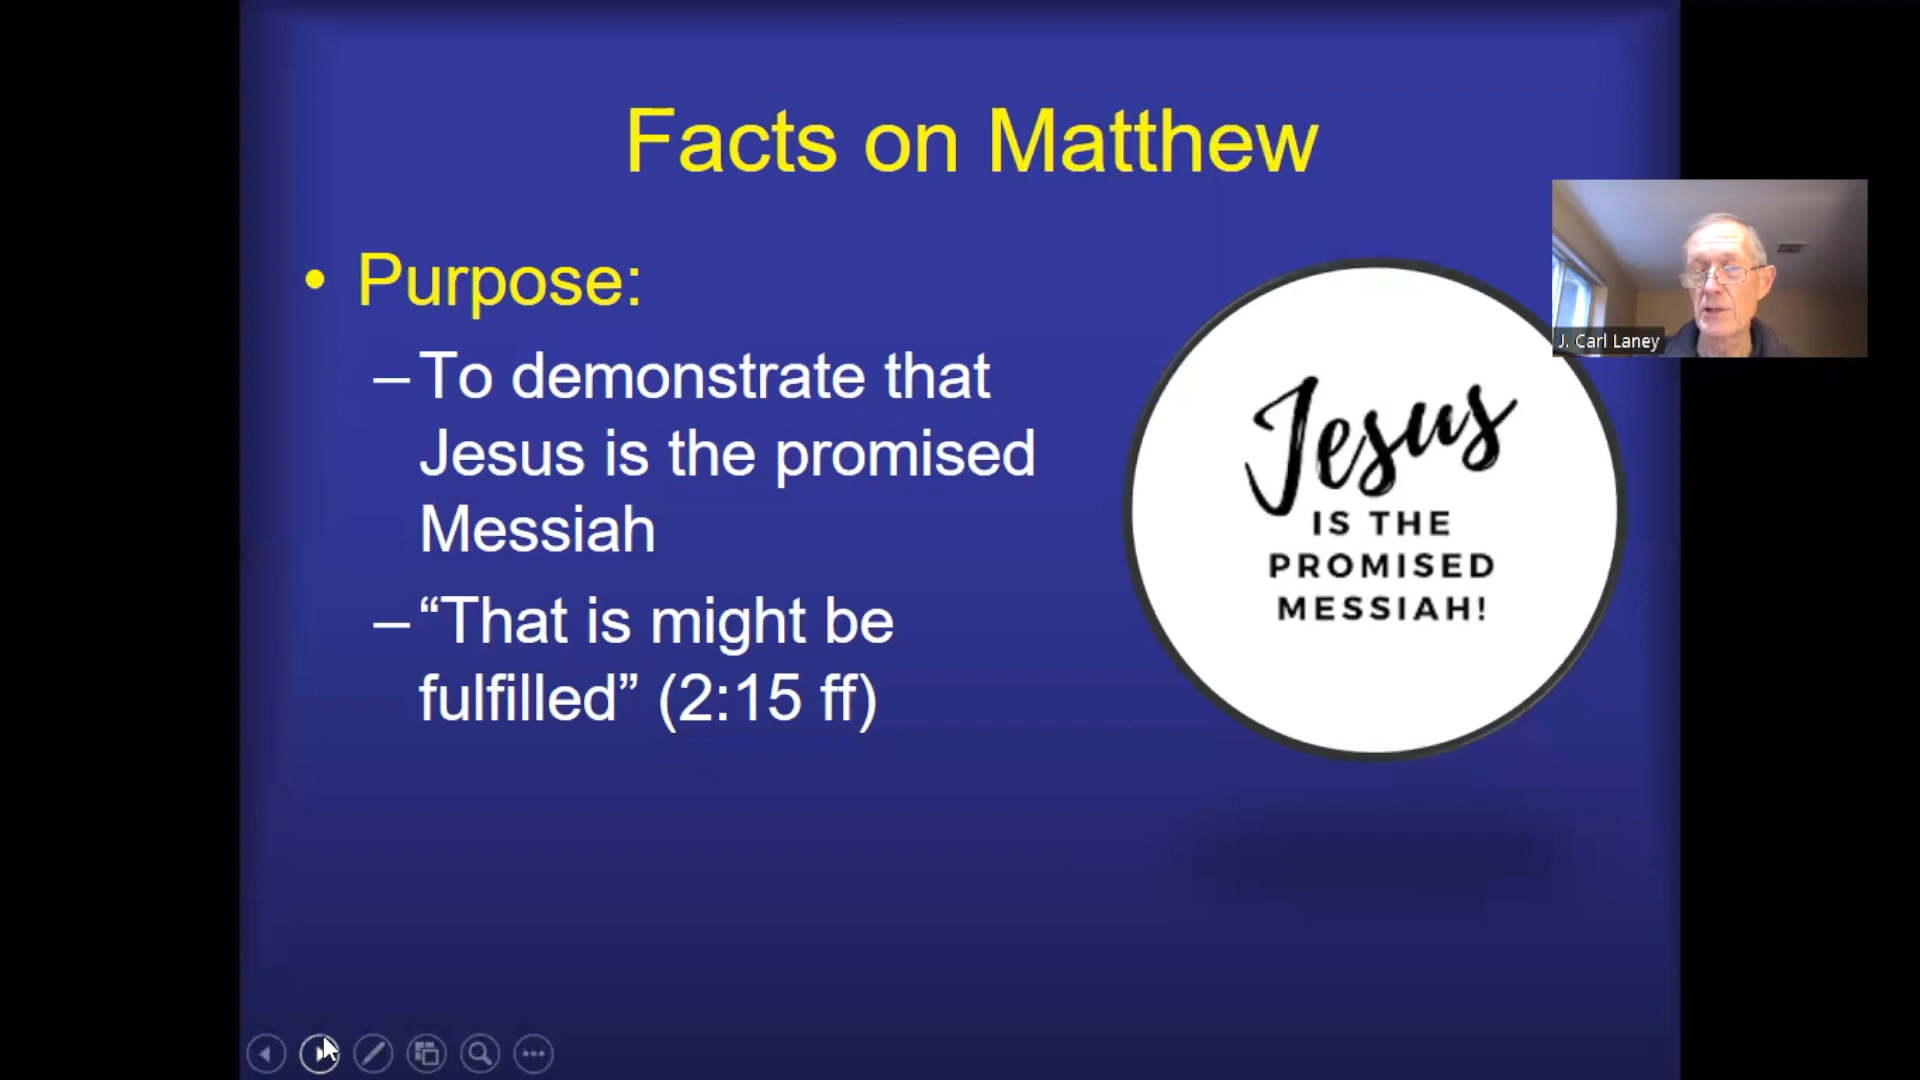 Facts on Matthew
• Purpose:
– To demonstrate that
Jesus is the promised
Messiah
– “That is might be
fulfilled” (2:15 ff)
Jesus
IS THE
PROMISED
MESSIAH!
J. Carl Laney